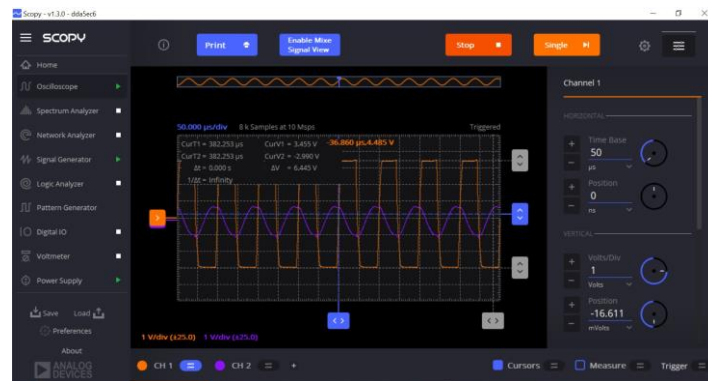 Scopy - v1.3.0 - dda5ec6
SCOPY
Print
Enable Mixe
Signal View
Stop
Single
Home
Oscilloscope
Spectrum Analyzer
Network Analyzer
Signal Generator
Logic Analyzer
Pattern Generator
Digital IO
Voltmeter
Power Supply
Save Load
Preferences
About
ANALOG
DEVICES
50.000 µs/div 8 k Samples at 10 Msps Triggered
CurT1 = 382.253 µs CurV1 = 3.455 V -36.860 µs,4.485 V
CurT2 = 382.253 µs CurV2 = -2.990 V
Δt = 0.000 s ΔV = 6.445 V
1/Δt = Infinity
1 V/div (±25.0) 1 V/div (±25.0)
Channel 1
HORIZONTAL
Time Base
50
µs
Position
0
ns
VERTICAL
Volts/Div
1
Volts
Position
-16.611
mVolts
CH 1 CH 2 +
Cursors Measure Trigger